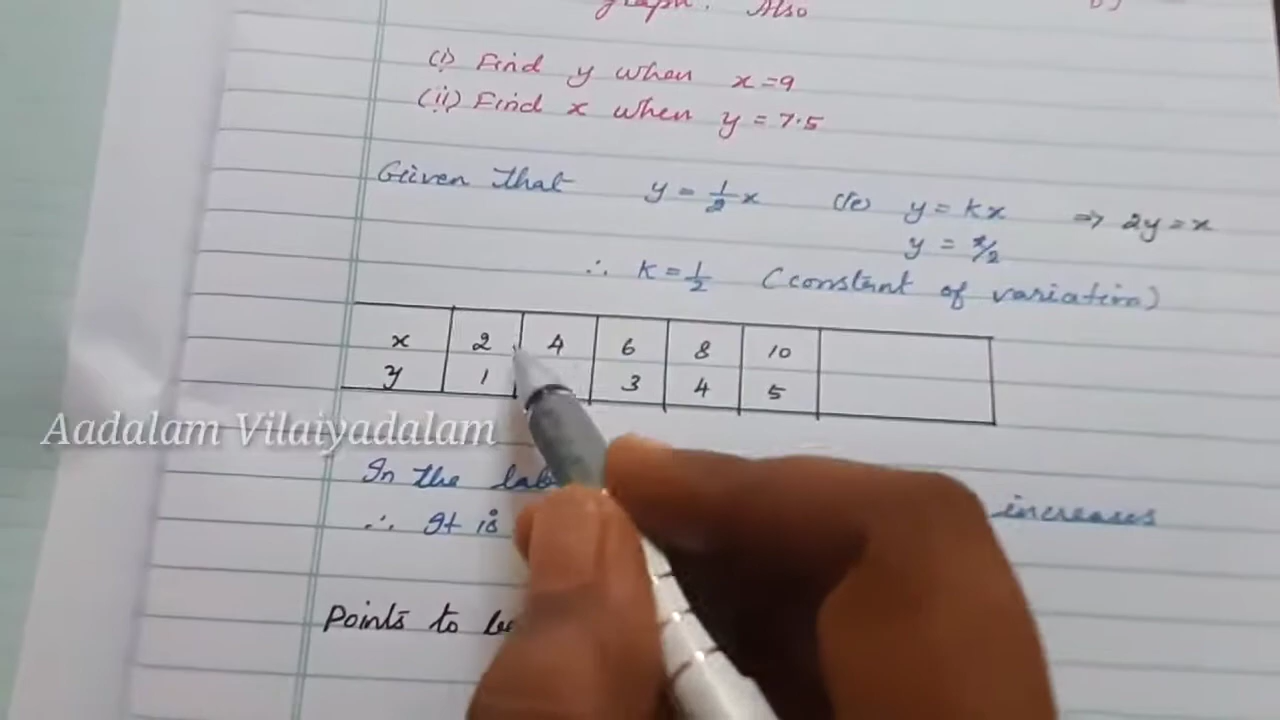 graph. Also
(i) Find y when x=9
(ii) Find x when y = 7.5
Given that y = 1/2 x (ie) y = kx => 2y = x
y = x/2
∴ k = 1/2 (constant of variation)
x 2 4 6 8 10
y 1 3 4 5
Aadalam Vilaiyadalam
In the increases
∴ It is
Points to